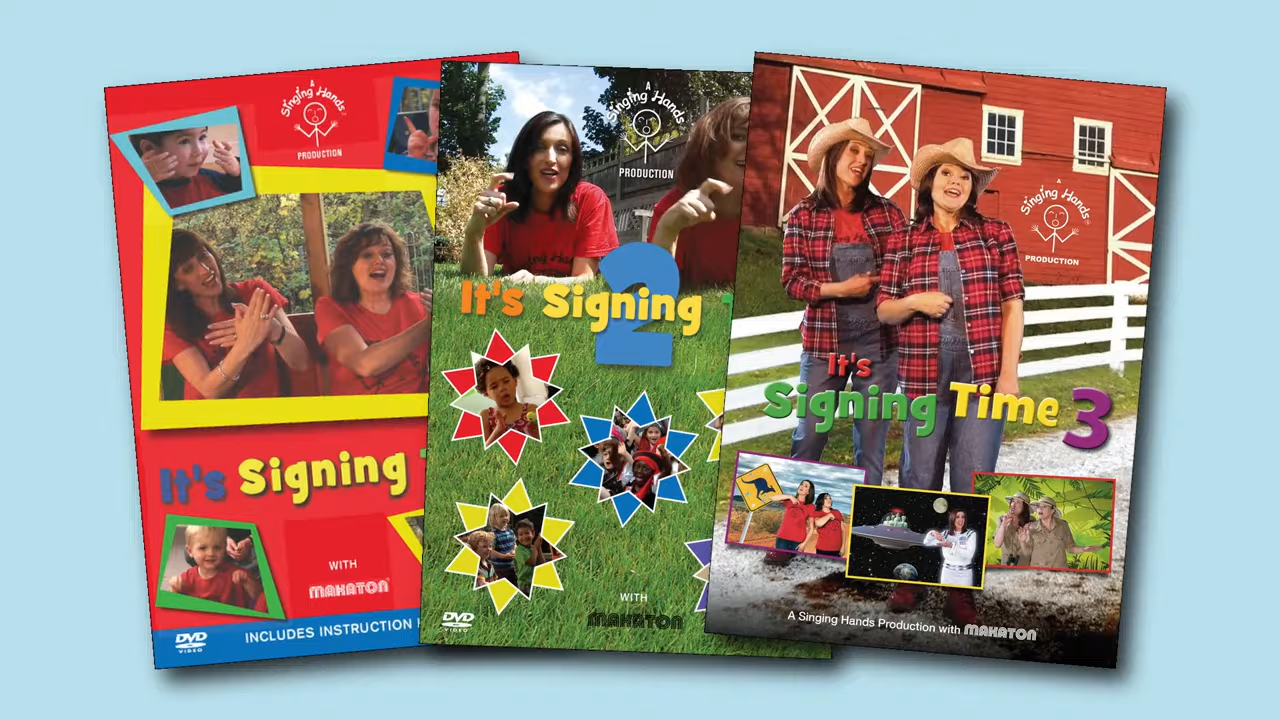 A
Singing Hands
PRODUCTION
It's Signing
WITH
MAKATON
DVD
VIDEO
INCLUDES INSTRUCTION
A
Singing Hands
PRODUCTION
2
It's Signing
WITH
MAKATON
DVD
VIDEO
A
Singing Hands
PRODUCTION
It's
Signing Time 3
A Singing Hands Production with MAKATON